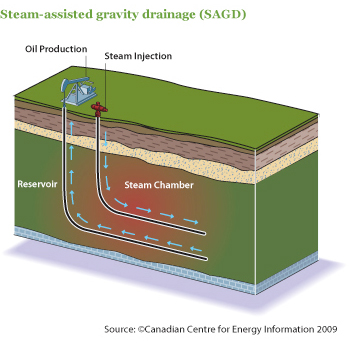 Steam-assisted gravity drainage (SAGD)
Oil Production
Steam Injection
Reservoir
Steam Chamber
Source: ©Canadian Centre for Energy Information 2009